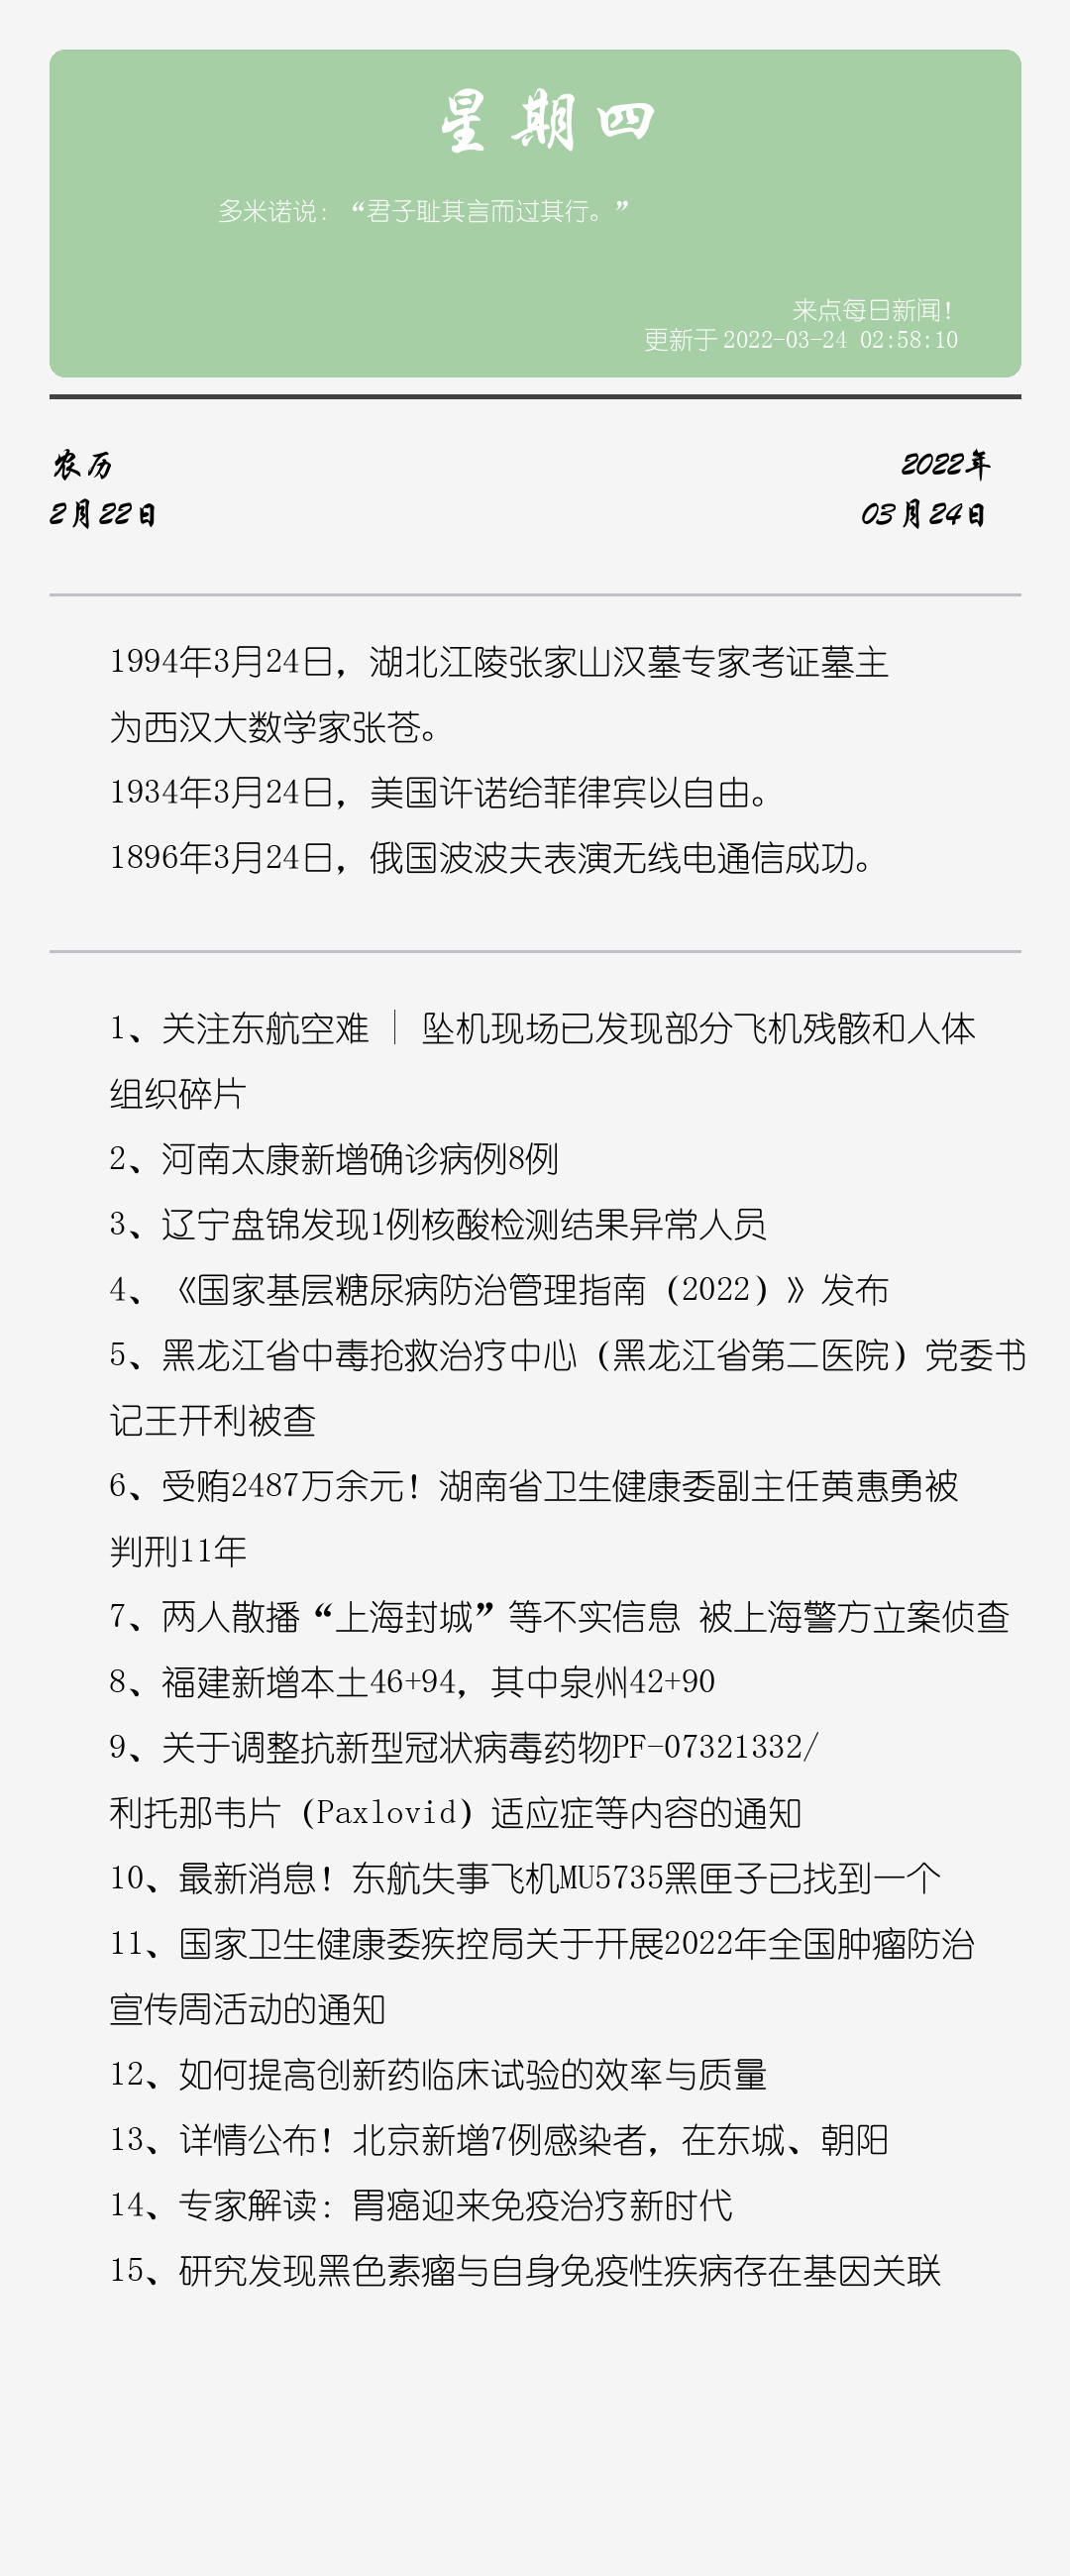 星期四
多米诺说：“君子耻其言而过其行。”
来点每日新闻！
更新于 2022-03-24 02:58:10
农历
2022年
2月22日
03月24日
1994年3月24日，湖北江陵张家山汉墓专家考证墓主
为西汉大数学家张苍。
1934年3月24日，美国许诺给菲律宾以自由。
1896年3月24日，俄国波波夫表演无线电通信成功。
1、关注东航空难｜坠机现场已发现部分飞机残骸和人体
组织碎片
2、河南太康新增确诊病例8例
3、辽宁盘锦发现1例核酸检测结果异常人员
4、《国家基层糖尿病防治管理指南（2022）》发布
5、黑龙江省中毒抢救治疗中心（黑龙江省第二医院）党委书
记王开利被查
6、受贿2487万余元！湖南省卫生健康委副主任黄惠勇被
判刑11年
7、两人散播“上海封城”等不实信息 被上海警方立案侦查
8、福建新增本土46+94，其中泉州42+90
9、关于调整抗新型冠状病毒药物PF-07321332/
利托那韦片（Paxlovid）适应症等内容的通知
10、最新消息！东航失事飞机MU5735黑匣子已找到一个
11、国家卫生健康委疾控局关于开展2022年全国肿瘤防治
宣传周活动的通知
12、如何提高创新药临床试验的效率与质量
13、详情公布！北京新增7例感染者，在东城、朝阳
14、专家解读：胃癌迎来免疫治疗新时代
15、研究发现黑色素瘤与自身免疫性疾病存在基因关联